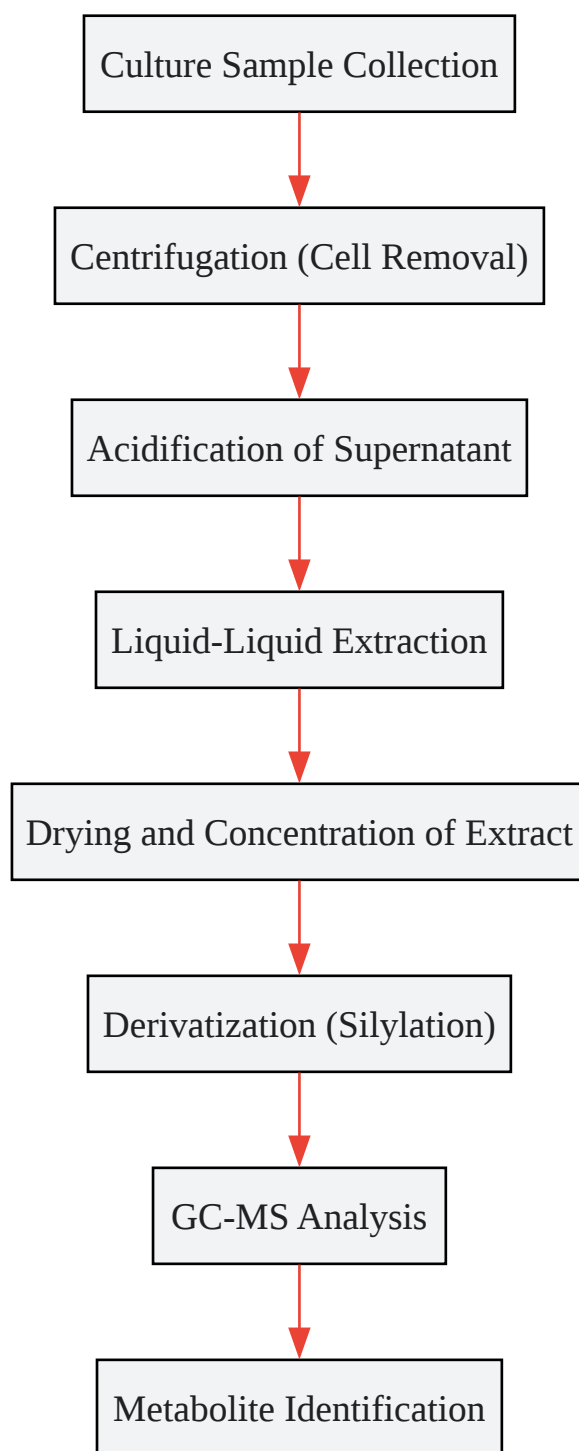 Culture Sample Collection
Centrifugation (Cell Removal)
Acidification of Supernatant
Liquid-Liquid Extraction
Drying and Concentration of Extract
Derivatization (Silylation)
GC-MS Analysis
Metabolite Identification